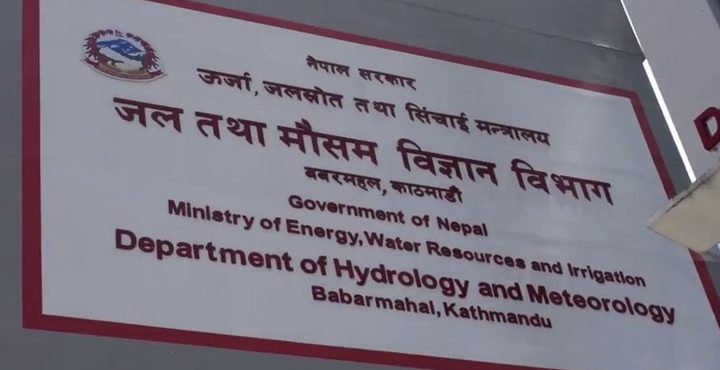 नेपाल सरकार
ऊर्जा, जलस्रोत तथा सिंचाई मन्त्रालय
जल तथा मौसम विज्ञान विभाग
बबरमहल, काठमाडौं
Government of Nepal
Ministry of Energy, Water Resources and Irrigation
Department of Hydrology and Meteorology
Babarmahal, Kathmandu